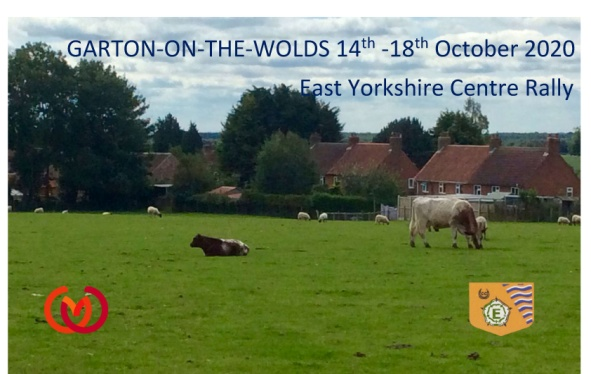 GARTON-ON-THE-WOLDS 14th -18th October 2020
East Yorkshire Centre Rally
E